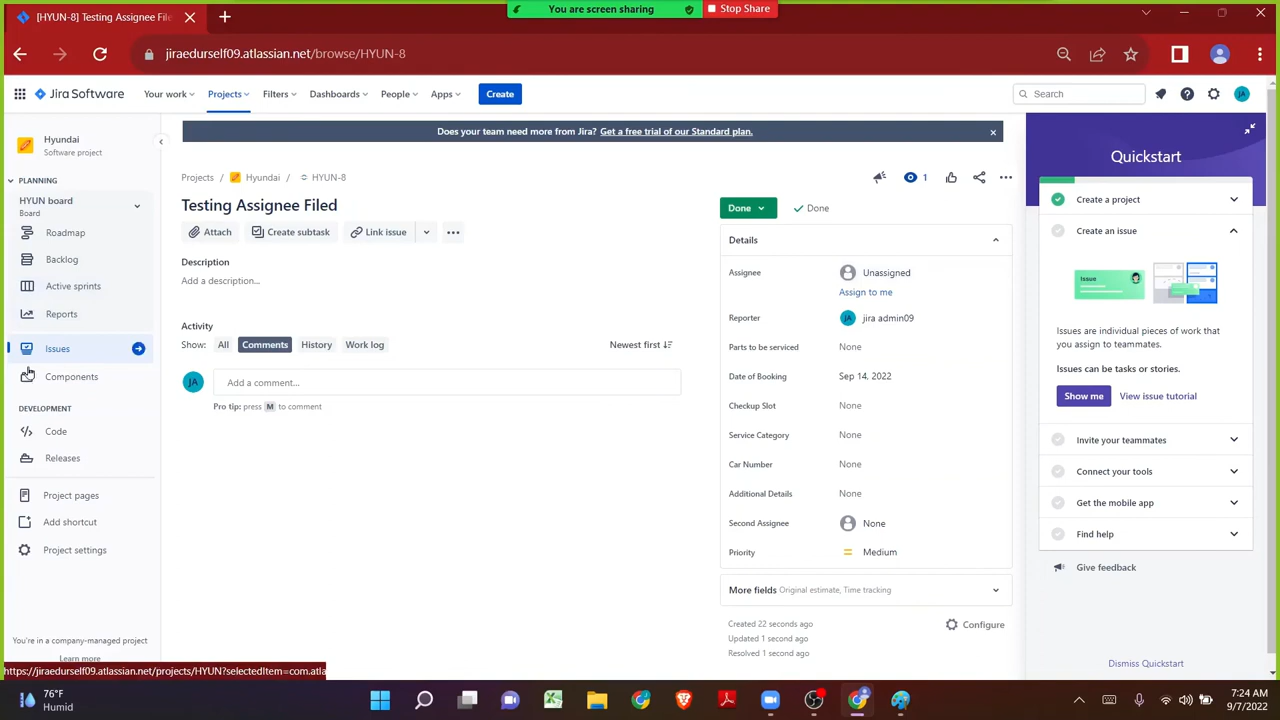 You are screen sharing
Stop Share
[HYUN-8] Testing Assignee File
jiraedurself09.atlassian.net/browse/HYUN-8
Jira Software
Your work
Projects
Filters
Dashboards
People
Apps
Create
Search
JA
Hyundai
Software project
Does your team need more from Jira? Get a free trial of our Standard plan.
Quickstart
PLANNING
HYUN board
Board
Roadmap
Backlog
Active sprints
Reports
Issues
Components
DEVELOPMENT
Code
Releases
Project pages
Add shortcut
Project settings
You're in a company-managed project
Learn more
https://jiraedurself09.atlassian.net/projects/HYUN?selectedItem=com.atla
Projects / Hyundai / HYUN-8
1
Testing Assignee Filed
Attach
Create subtask
Link issue
Description
Add a description...
Activity
Show: All Comments History Work log
Newest first
JA
Add a comment...
Pro tip: press M to comment
Done
Done
Details
Assignee Unassigned
Assign to me
Reporter JA jira admin09
Parts to be serviced None
Date of Booking Sep 14, 2022
Checkup Slot None
Service Category None
Car Number None
Additional Details None
Second Assignee None
Priority Medium
More fields Original estimate, Time tracking
Created 22 seconds ago
Updated 1 second ago
Resolved 1 second ago
Configure
Create a project
Create an issue
Issue
Issues are individual pieces of work that
you assign to teammates.
Issues can be tasks or stories.
Show me
View issue tutorial
Invite your teammates
Connect your tools
Get the mobile app
Find help
Give feedback
Dismiss Quickstart
76°F
Humid
7:24 AM
9/7/2022